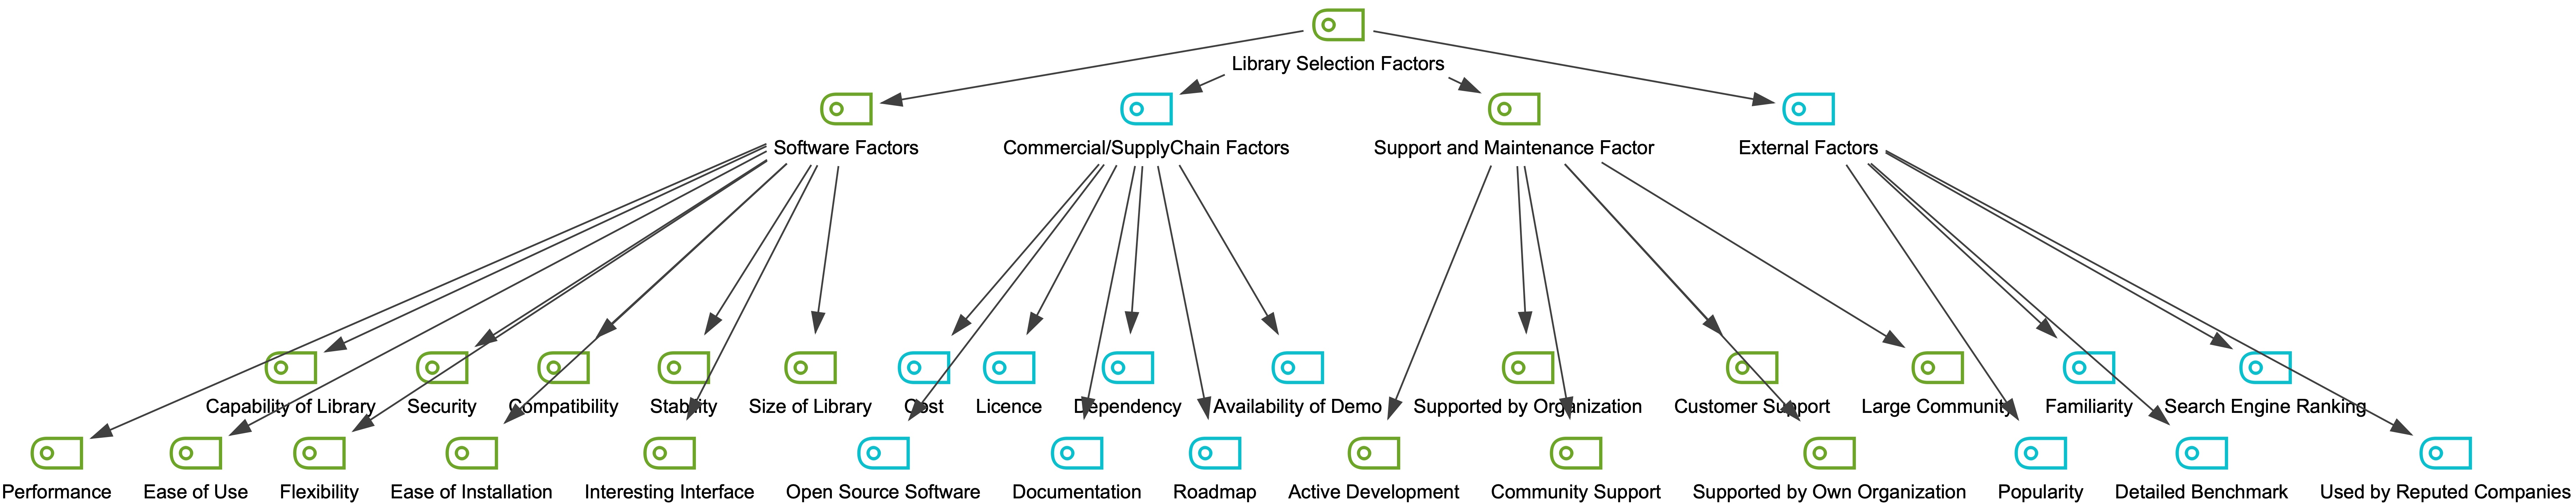 Library Selection Factors
Software Factors
Commercial/SupplyChain Factors
Support and Maintenance Factor
External Factors
Capability of Library
Security
Compatibility
Stability
Size of Library
Cost
Licence
Dependency
Availability of Demo
Supported by Organization
Customer Support
Large Community
Familiarity
Search Engine Ranking
Performance
Ease of Use
Flexibility
Ease of Installation
Interesting Interface
Open Source Software
Documentation
Roadmap
Active Development
Community Support
Supported by Own Organization
Popularity
Detailed Benchmark
Used by Reputed Companies